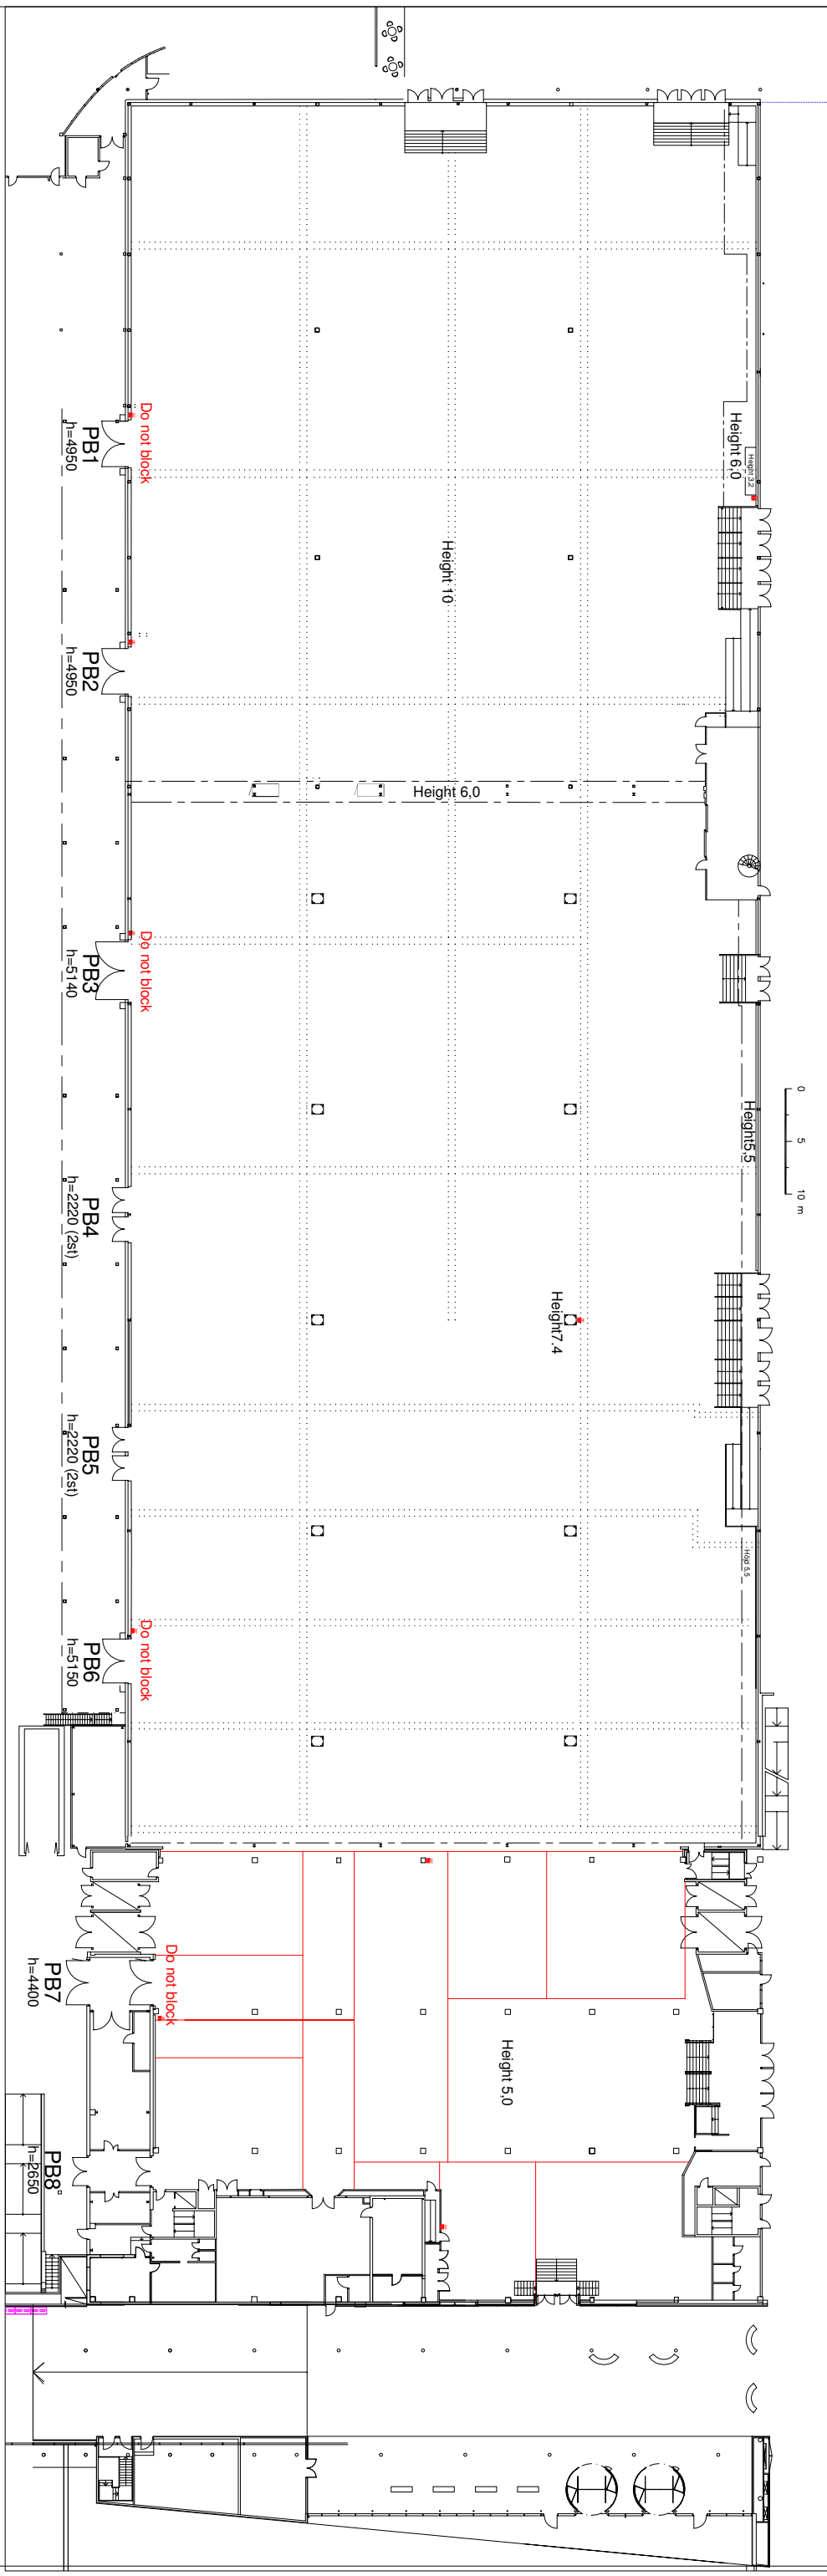 Do not block
PB1
h=4950
Height 6,0
Height 3,2
Height 10
PB2
h=4950
Height 6,0
Do not block
PB3
h=5140
0 5 10 m
Height5,5
PB4
h=2220 (2st)
Height7.4
PB5
h=2220 (2st)
Höjd 5,5
Do not block
PB6
h=5150
Do not block
PB7
h=4400
Height 5,0
PB8
h=2650